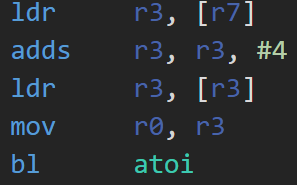 ldr r3, [r7]
adds r3, r3, #4
ldr r3, [r3]
mov r0, r3
bl atoi